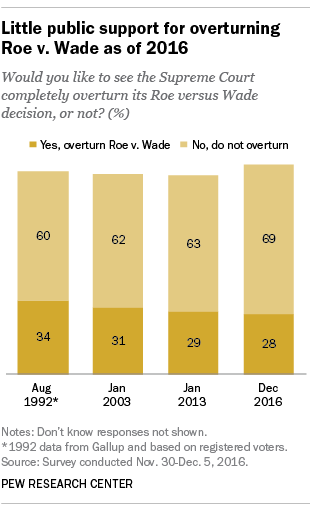 Little public support for overturning
Roe v. Wade as of 2016
Would you like to see the Supreme Court
completely overturn its Roe versus Wade
decision, or not? (%)
Yes, overturn Roe v. Wade No, do not overturn
60 62 63 69
34 31 29 28
Aug Jan Jan Dec
1992* 2003 2013 2016
Notes: Don’t know responses not shown.
*1992 data from Gallup and based on registered voters.
Source: Survey conducted Nov. 30-Dec. 5, 2016.
PEW RESEARCH CENTER